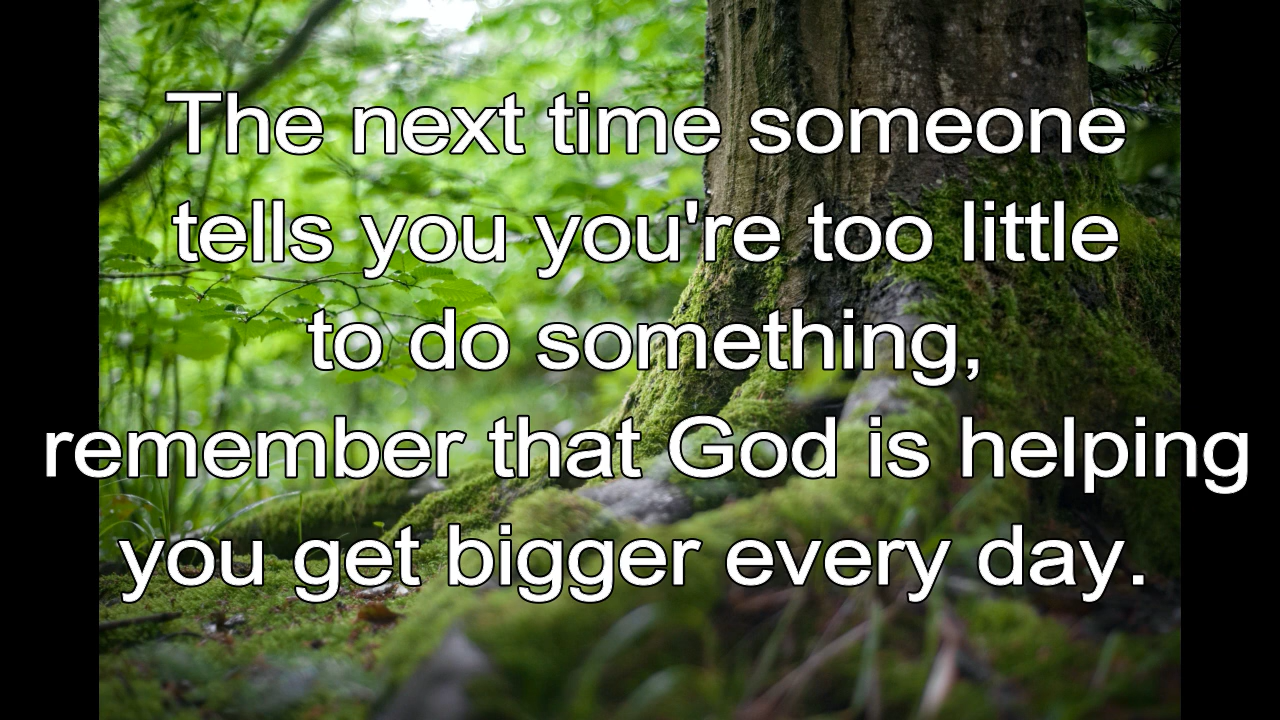 The next time someone
tells you you're too little
to do something,
remember that God is helping
you get bigger every day.